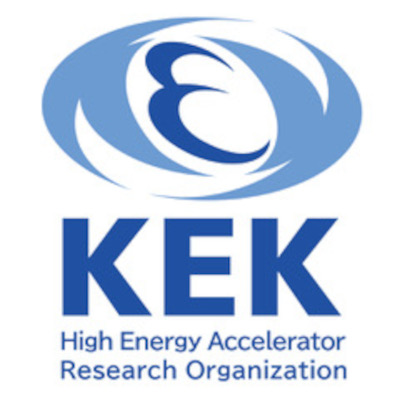 KEK
High Energy Accelerator
Research Organization